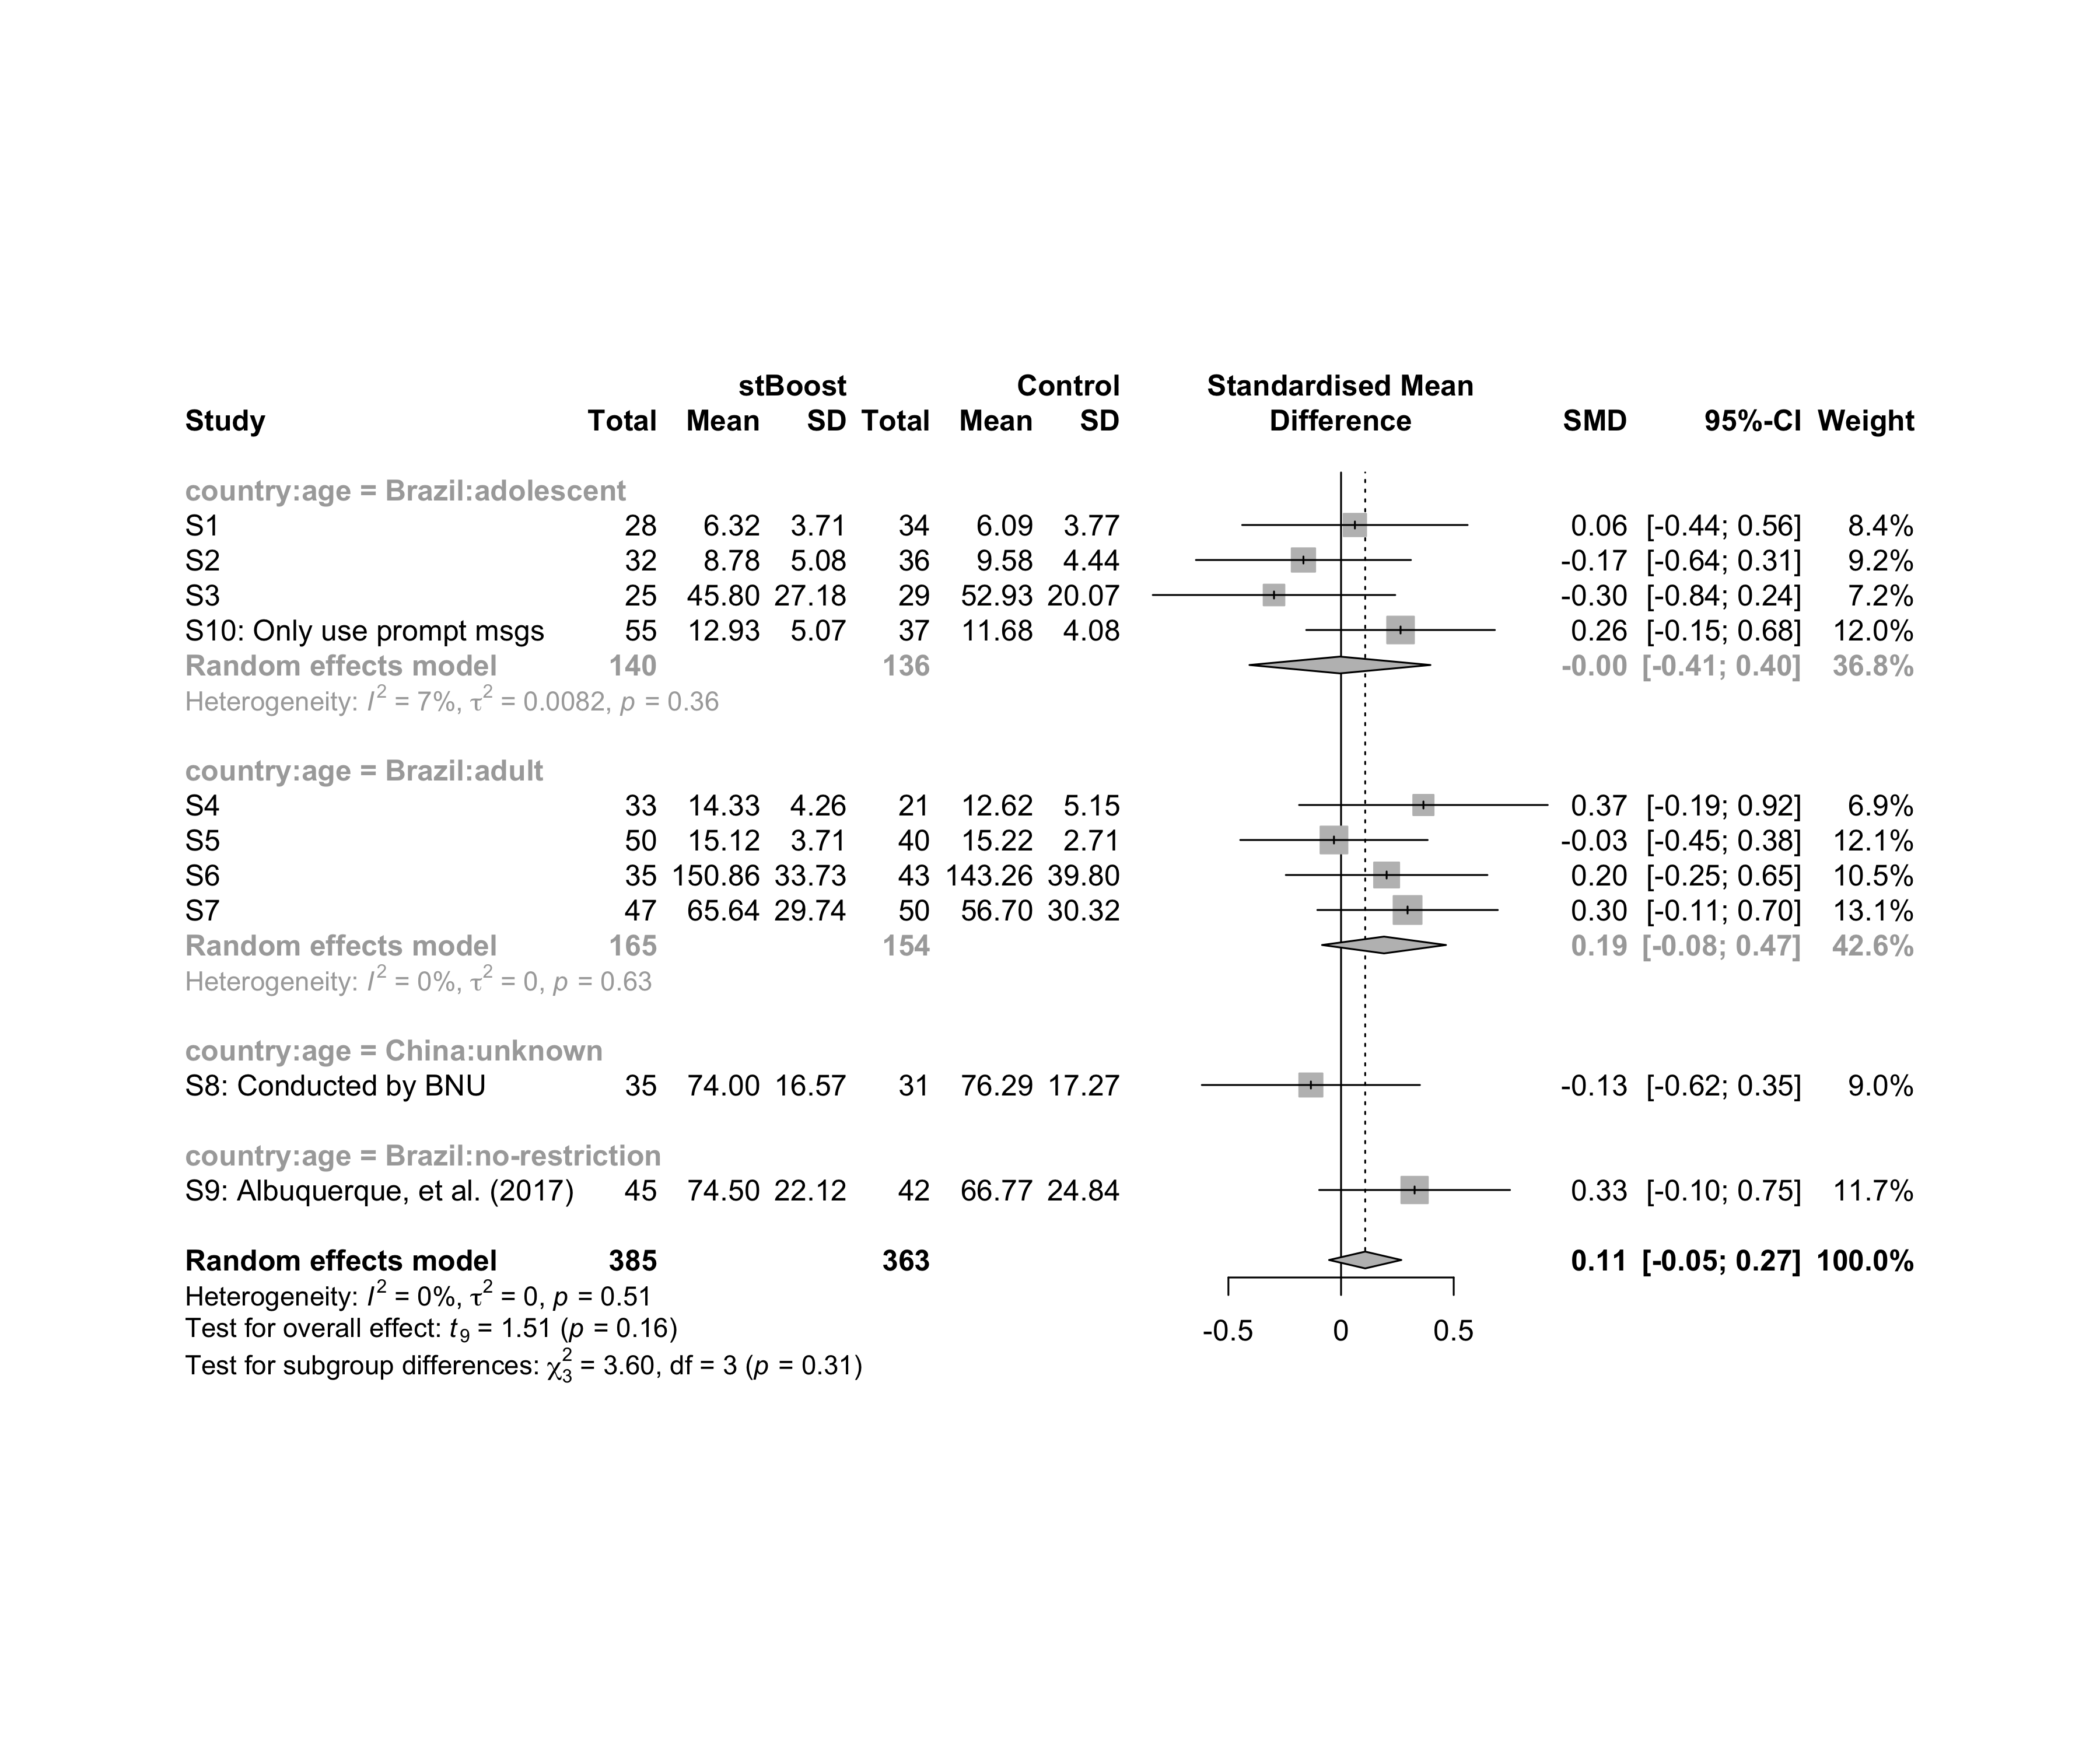 stBoost Control Standardised Mean
Study Total Mean SD Total Mean SD Difference SMD 95%-CI Weight
country:age = Brazil:adolescent
S1 28 6.32 3.71 34 6.09 3.77 0.06 [-0.44; 0.56] 8.4%
S2 32 8.78 5.08 36 9.58 4.44 -0.17 [-0.64; 0.31] 9.2%
S3 25 45.80 27.18 29 52.93 20.07 -0.30 [-0.84; 0.24] 7.2%
S10: Only use prompt msgs 55 12.93 5.07 37 11.68 4.08 0.26 [-0.15; 0.68] 12.0%
Random effects model 140 136 -0.00 [-0.41; 0.40] 36.8%
Heterogeneity: I² = 7%, τ² = 0.0082, p = 0.36
country:age = Brazil:adult
S4 33 14.33 4.26 21 12.62 5.15 0.37 [-0.19; 0.92] 6.9%
S5 50 15.12 3.71 40 15.22 2.71 -0.03 [-0.45; 0.38] 12.1%
S6 35 150.86 33.73 43 143.26 39.80 0.20 [-0.25; 0.65] 10.5%
S7 47 65.64 29.74 50 56.70 30.32 0.30 [-0.11; 0.70] 13.1%
Random effects model 165 154 0.19 [-0.08; 0.47] 42.6%
Heterogeneity: I² = 0%, τ² = 0, p = 0.63
country:age = China:unknown
S8: Conducted by BNU 35 74.00 16.57 31 76.29 17.27 -0.13 [-0.62; 0.35] 9.0%
country:age = Brazil:no-restriction
S9: Albuquerque, et al. (2017) 45 74.50 22.12 42 66.77 24.84 0.33 [-0.10; 0.75] 11.7%
Random effects model 385 363 0.11 [-0.05; 0.27] 100.0%
Heterogeneity: I² = 0%, τ² = 0, p = 0.51
Test for overall effect: t₉ = 1.51 (p = 0.16)
-0.5 0 0.5
Test for subgroup differences: χ²₃ = 3.60, df = 3 (p = 0.31)